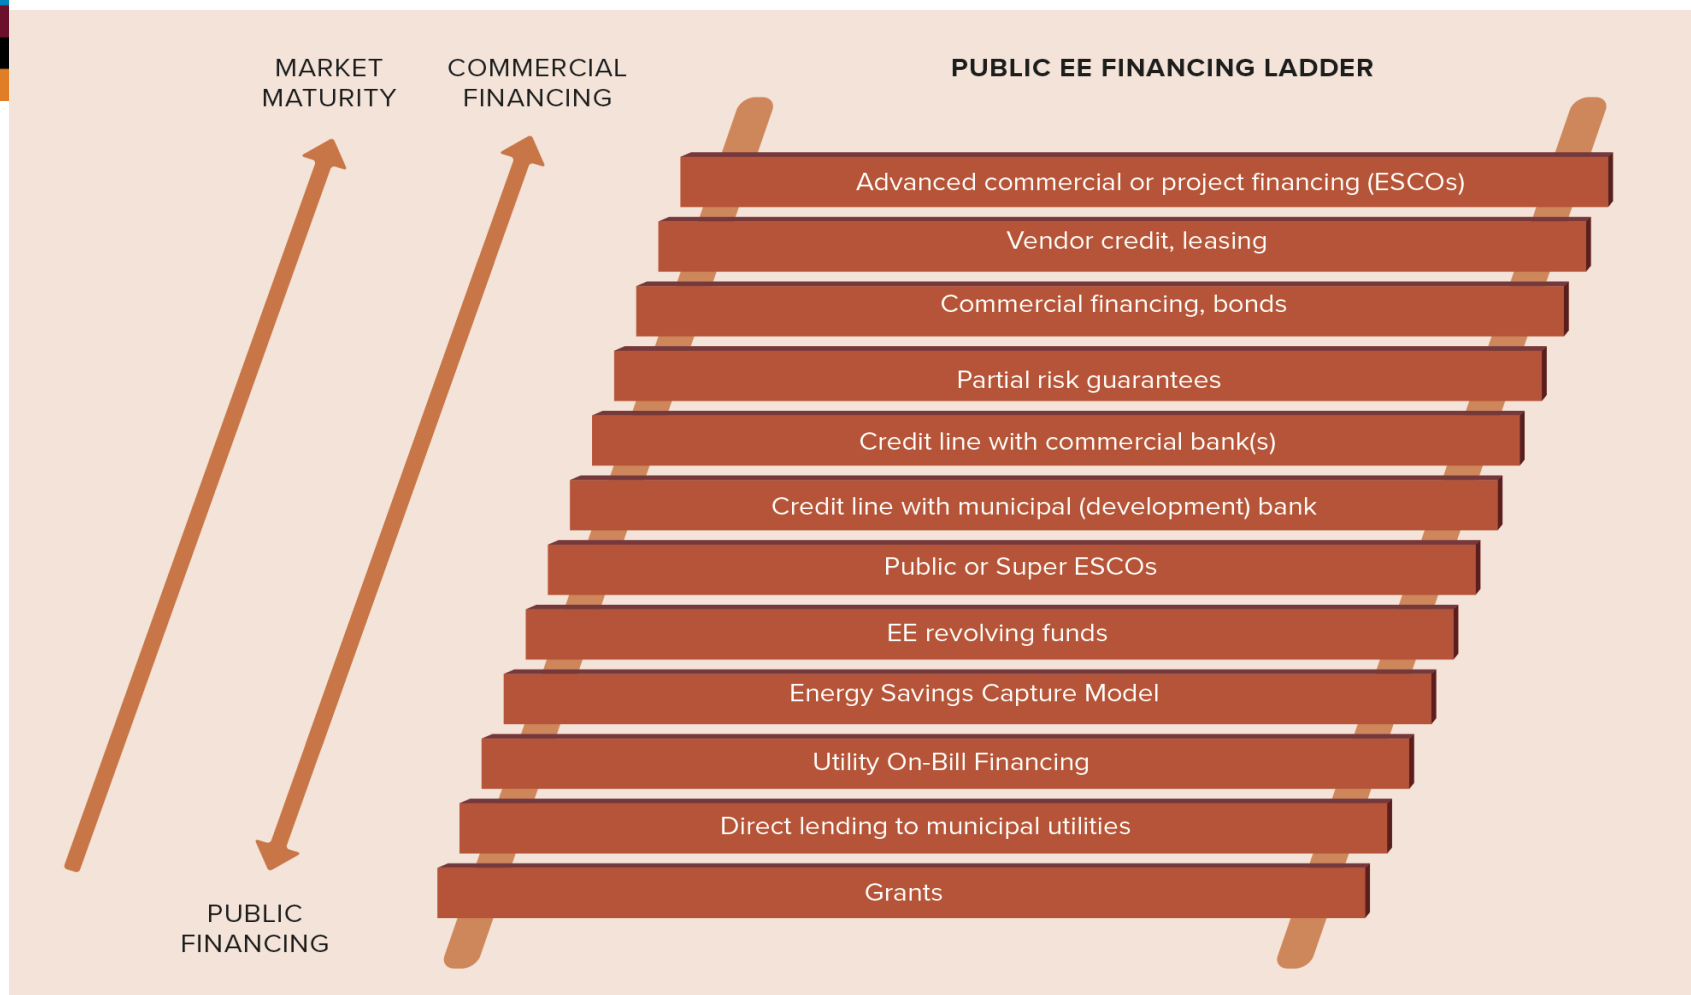 MARKET
MATURITY
COMMERCIAL
FINANCING
PUBLIC EE FINANCING LADDER
Advanced commercial or project financing (ESCOs)
Vendor credit, leasing
Commercial financing, bonds
Partial risk guarantees
Credit line with commercial bank(s)
Credit line with municipal (development) bank
Public or Super ESCOs
EE revolving funds
Energy Savings Capture Model
Utility On-Bill Financing
Direct lending to municipal utilities
Grants
PUBLIC
FINANCING